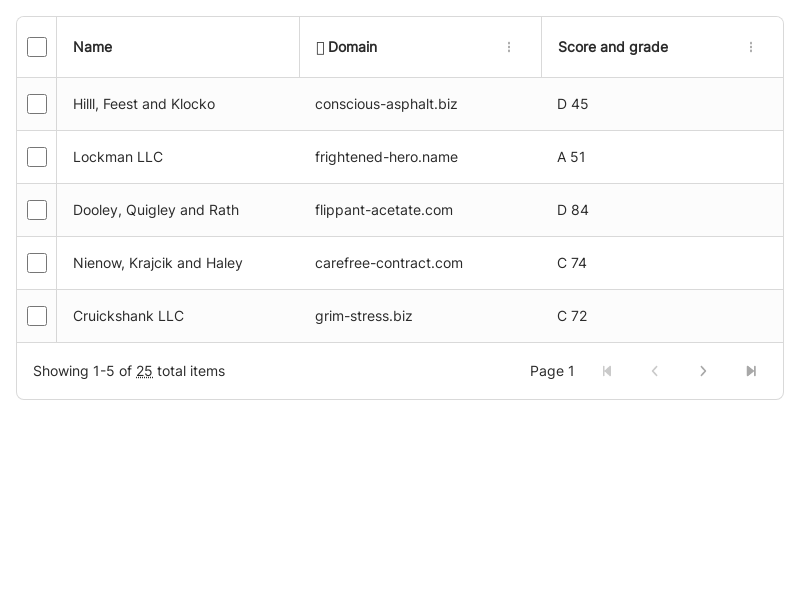 Name Domain Score and grade
Hilll, Feest and Klocko conscious-asphalt.biz D 45
Lockman LLC frightened-hero.name A 51
Dooley, Quigley and Rath flippant-acetate.com D 84
Nienow, Krajcik and Haley carefree-contract.com C 74
Cruickshank LLC grim-stress.biz C 72
Showing 1-5 of 25 total items Page 1